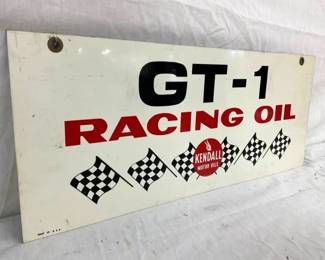 GT-1
RACING OIL
KENDALL
MOTOR OILS